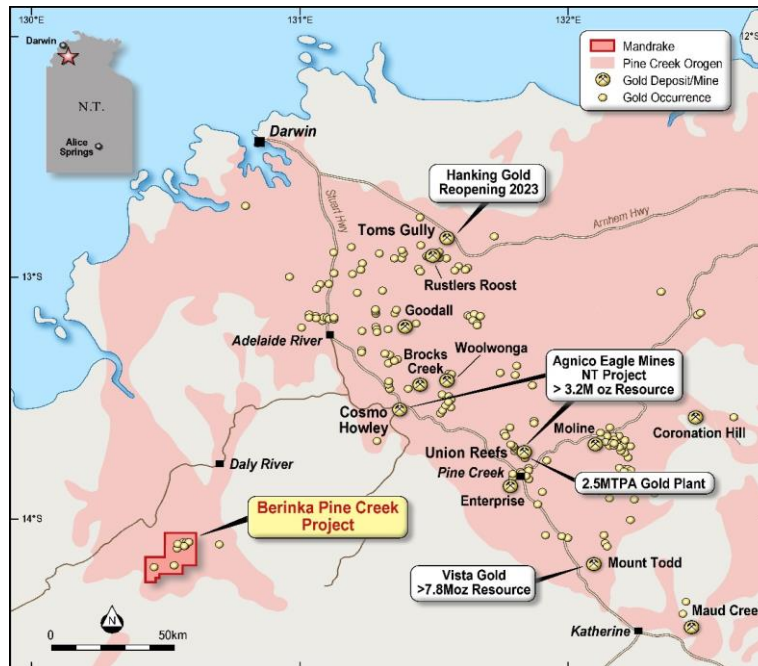 130°E
131°E
132°E
12°S
Darwin
N.T.
Alice
Springs
Mandrake
Pine Creek Orogen
Gold Deposit/Mine
Gold Occurrence
Darwin
Stuart Hwy
Arnhem Hwy
Hanking Gold
Reopening 2023
Toms Gully
Rustlers Roost
13°S
Goodall
Adelaide River
Brocks
Creek
Woolwonga
Agnico Eagle Mines
NT Project
> 3.2M oz Resource
Cosmo
Howley
Moline
Coronation Hill
Union Reefs
Daly River
Pine Creek
2.5MTPA Gold Plant
Enterprise
Berinka Pine Creek
Project
14°S
Vista Gold
>7.8Moz Resource
Mount Todd
Maud Cree
Katherine
N
0
50km